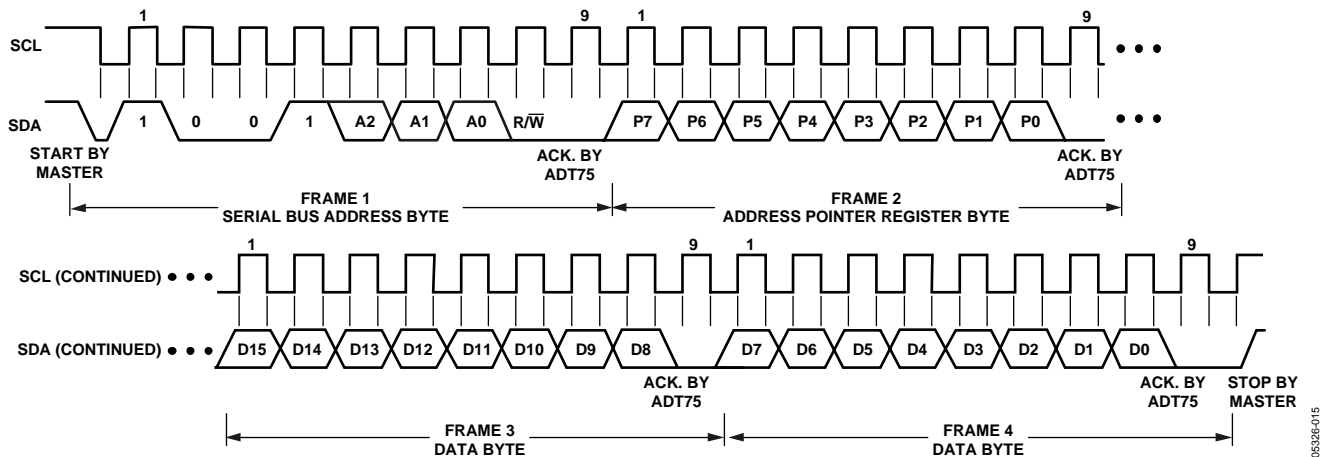 1 9 1 9
SCL
SDA 1 0 0 1 A2 A1 A0 R/W̅ P7 P6 P5 P4 P3 P2 P1 P0
START BY
MASTER
ACK. BY
ADT75
ACK. BY
ADT75
FRAME 1
SERIAL BUS ADDRESS BYTE
FRAME 2
ADDRESS POINTER REGISTER BYTE
1 9 1 9
SCL (CONTINUED)
SDA (CONTINUED) D15 D14 D13 D12 D11 D10 D9 D8 D7 D6 D5 D4 D3 D2 D1 D0
ACK. BY
ADT75
ACK. BY
ADT75
STOP BY
MASTER
FRAME 3
DATA BYTE
FRAME 4
DATA BYTE
05326-015